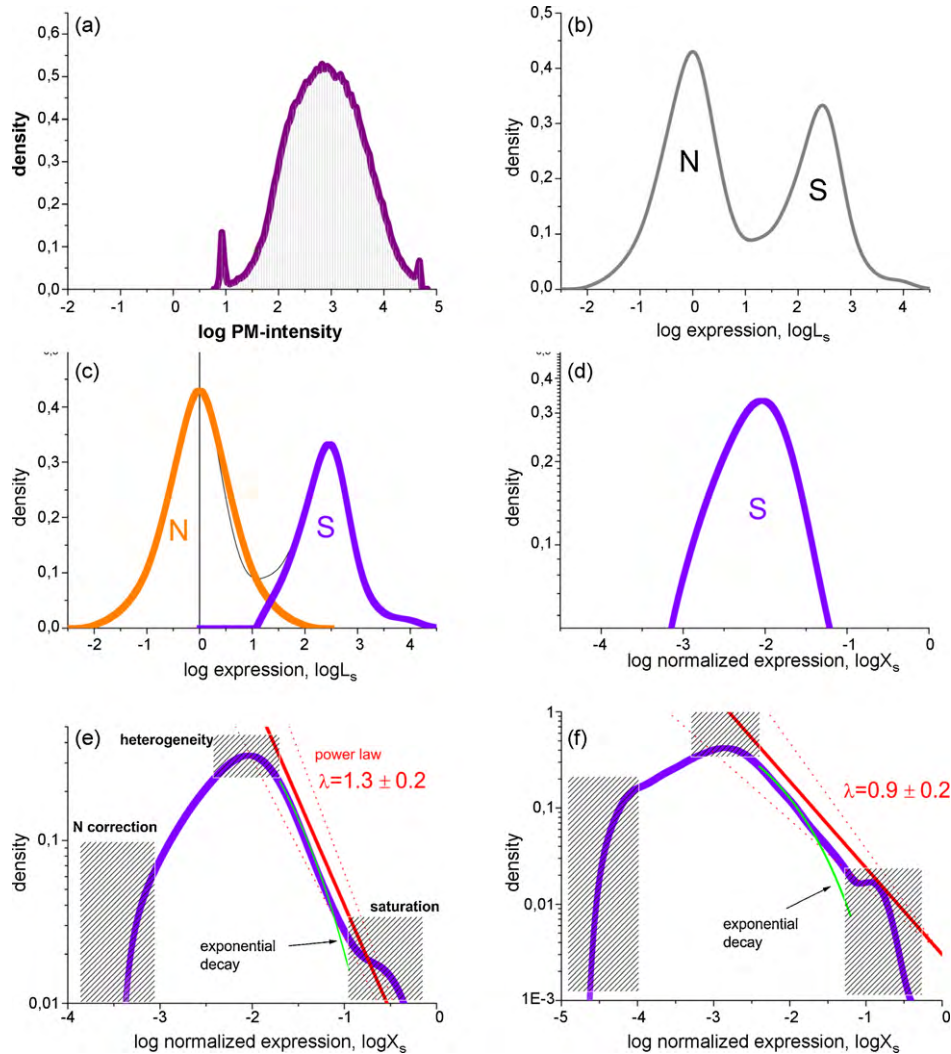 (a)
0,6
0,5
0,4
0,3
0,2
0,1
0,0
density
-2 -1 0 1 2 3 4 5
log PM-intensity
(b)
0,5
0,4
0,3
0,2
0,1
0,0
density
N
S
-2 -1 0 1 2 3 4
log expression, logLs
(c)
0,4
0,3
0,2
0,1
0,0
density
N
S
-2 -1 0 1 2 3 4
log expression, logLs
(d)
0,4
0,3
0,2
0,1
density
S
-4 -3 -2 -1 0
log normalized expression, logXs
(e)
heterogeneity
power law
λ=1.3 ± 0.2
N correction
saturation
exponential
decay
0.1
0.01
density
-4 -3 -2 -1 0
log normalized expression, logXs
(f)
λ=0.9 ± 0.2
exponential
decay
1
0,1
0,01
1E-3
density
-5 -4 -3 -2 -1 0
log normalized expression, logXs